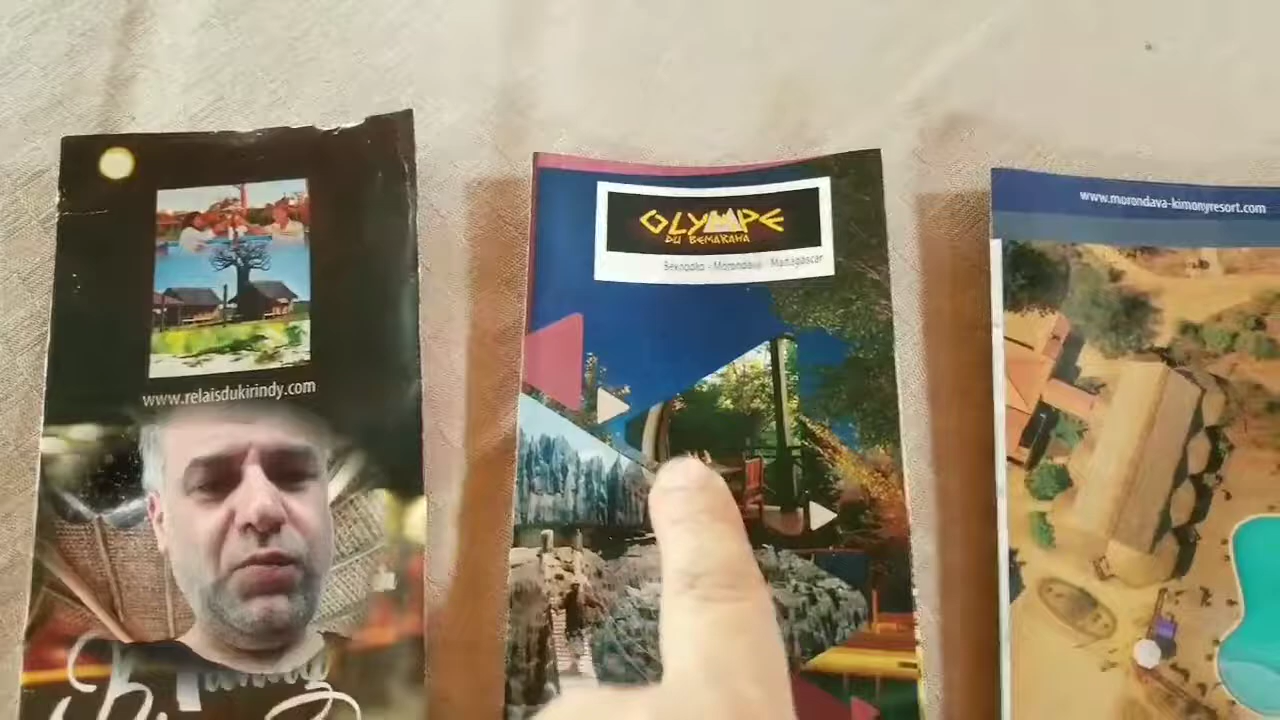 www.relaisdukirindy.com
OLYMPE
DU BEMARAHA
Bekopaka - Morondava - Madagascar
www.morondava-kimonyresort.com